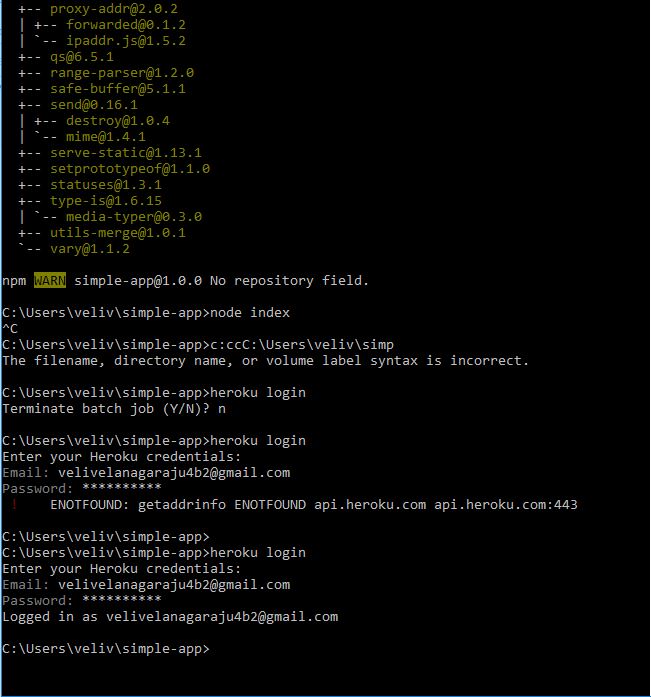 +-- proxy-addr@2.0.2
| +-- forwarded@0.1.2
| `-- ipaddr.js@1.5.2
+-- qs@6.5.1
+-- range-parser@1.2.0
+-- safe-buffer@5.1.1
+-- send@0.16.1
| +-- destroy@1.0.4
| `-- mime@1.4.1
+-- serve-static@1.13.1
+-- setprototypeof@1.1.0
+-- statuses@1.3.1
+-- type-is@1.6.15
| `-- media-typer@0.3.0
+-- utils-merge@1.0.1
`-- vary@1.1.2
npm WARN simple-app@1.0.0 No repository field.
C:\Users\veliv\simple-app>node index
^C
C:\Users\veliv\simple-app>c:ccC:\Users\veliv\simp
The filename, directory name, or volume label syntax is incorrect.
C:\Users\veliv\simple-app>heroku login
Terminate batch job (Y/N)? n
C:\Users\veliv\simple-app>heroku login
Enter your Heroku credentials:
Email: velivelanagaraju4b2@gmail.com
Password: **********
!    ENOTFOUND: getaddrinfo ENOTFOUND api.heroku.com api.heroku.com:443
C:\Users\veliv\simple-app>
C:\Users\veliv\simple-app>heroku login
Enter your Heroku credentials:
Email: velivelanagaraju4b2@gmail.com
Password: **********
Logged in as velivelanagaraju4b2@gmail.com
C:\Users\veliv\simple-app>